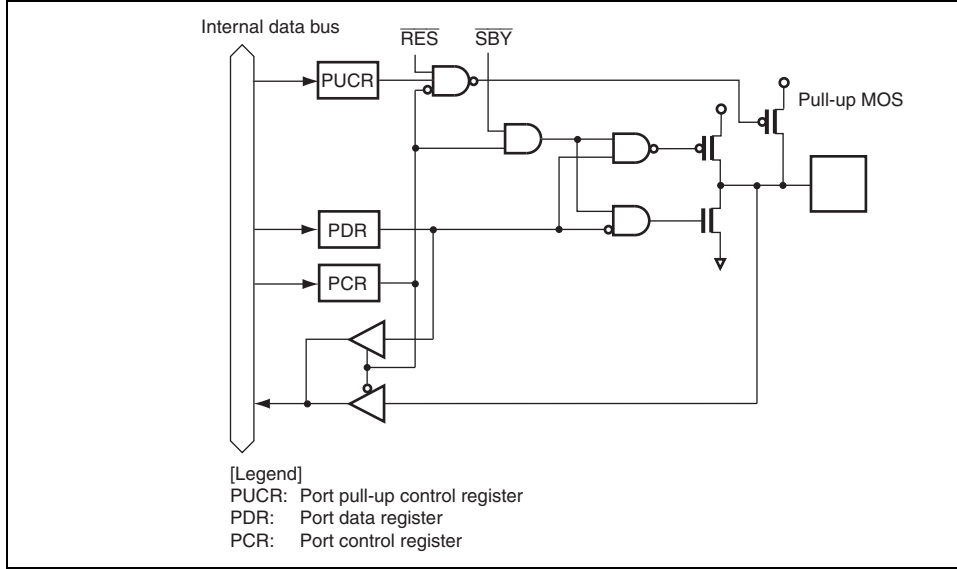 Internal data bus
RES
SBY
PUCR
Pull-up MOS
PDR
PCR
[Legend]
PUCR: Port pull-up control register
PDR: Port data register
PCR: Port control register